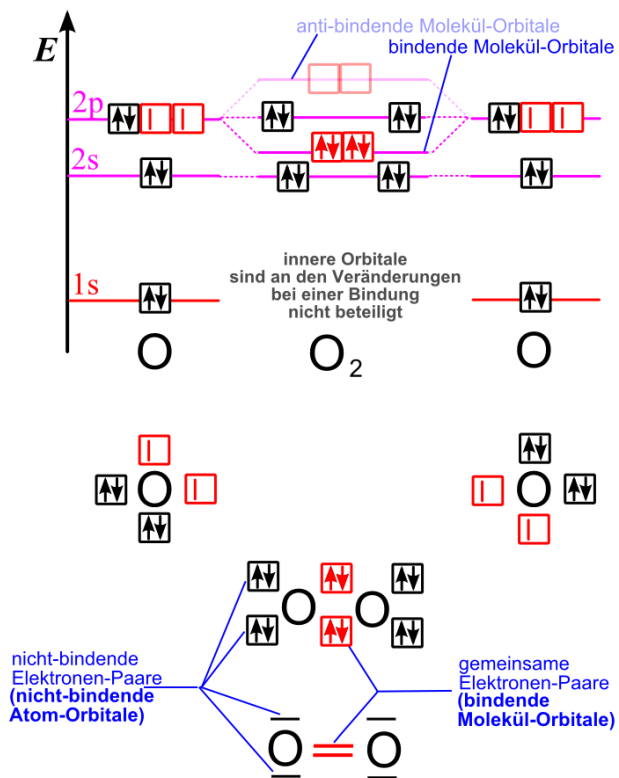 anti-bindende Molekül-Orbitale
bindende Molekül-Orbitale
E
2p
2s
innere Orbitale
sind an den Veränderungen
bei einer Bindung
nicht beteiligt
1s
O O2 O
O O
O O
nicht-bindende
Elektronen-Paare
(nicht-bindende
Atom-Orbitale)
gemeinsame
Elektronen-Paare
(bindende
Molekül-Orbitale)
O = O